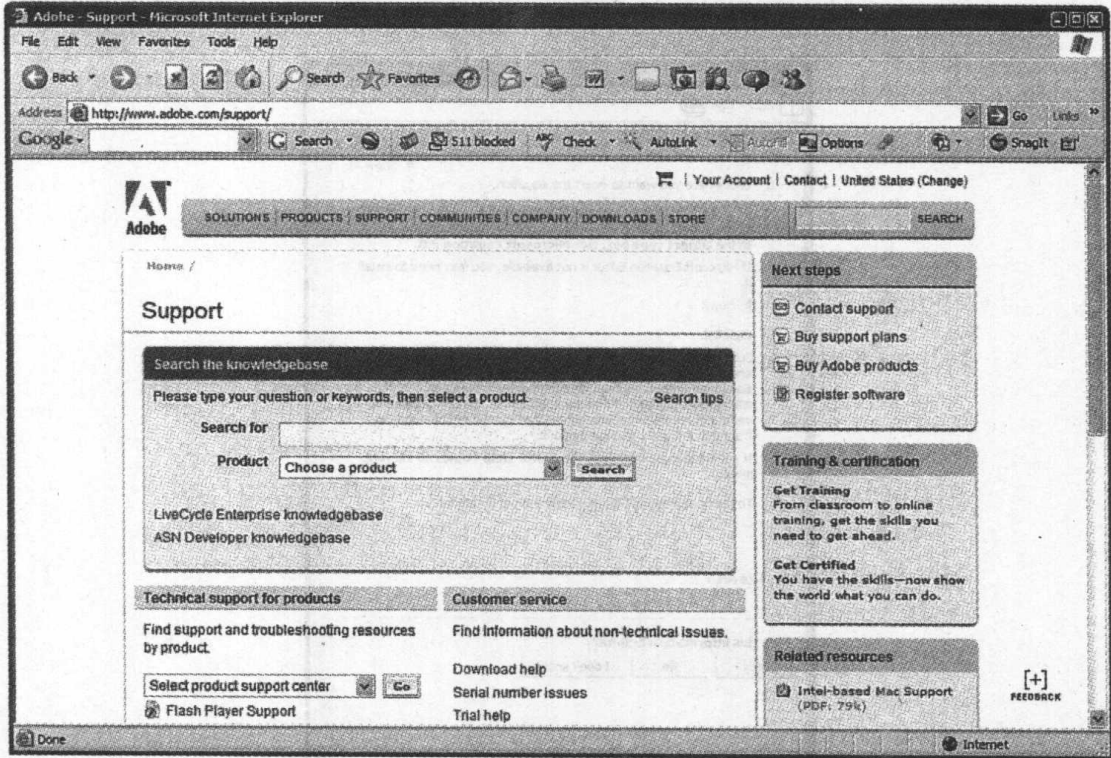 Adobe - Support - Microsoft Internet Explorer
File Edit View Favorites Tools Help
Back Search Favorites
Address http://www.adobe.com/support/ Go Links »
Google Search 511 blocked ABC Check AutoLink AutoFill Options SnagIt
Your Account | Contact | United States (Change)
Adobe
SOLUTIONS | PRODUCTS | SUPPORT | COMMUNITIES | COMPANY | DOWNLOADS | STORE SEARCH
Home /
Support
Search the knowledgebase
Please type your question or keywords, then select a product. Search tips
Search for
Product Choose a product Search
LiveCycle Enterprise knowledgebase
ASN Developer knowledgebase
Technical support for products
Find support and troubleshooting resources
by product.
Select product support center Go
Flash Player Support
Customer service
Find information about non-technical issues.
Download help
Serial number issues
Trial help
Next steps
Contact support
Buy support plans
Buy Adobe products
Register software
Training & certification
Get Training
From classroom to online
training, get the skills you
need to get ahead.
Get Certified
You have the skills—now show
the world what you can do.
Related resources
Intel-based Mac Support
(PDF: 79k)
[+]
FEEDBACK
Done Internet